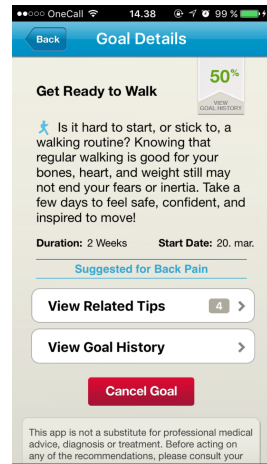 OneCall 14.38 99 %
Back Goal Details
50%
VIEW
GOAL HISTORY
Get Ready to Walk
Is it hard to start, or stick to, a
walking routine? Knowing that
regular walking is good for your
bones, heart, and weight still may
not end your fears or inertia. Take a
few days to feel safe, confident, and
inspired to move!
Duration: 2 Weeks Start Date: 20. mar.
Suggested for Back Pain
View Related Tips 4
View Goal History
Cancel Goal
This app is not a substitute for professional medical
advice, diagnosis or treatment. Before acting on
any of the recommendations, please consult your